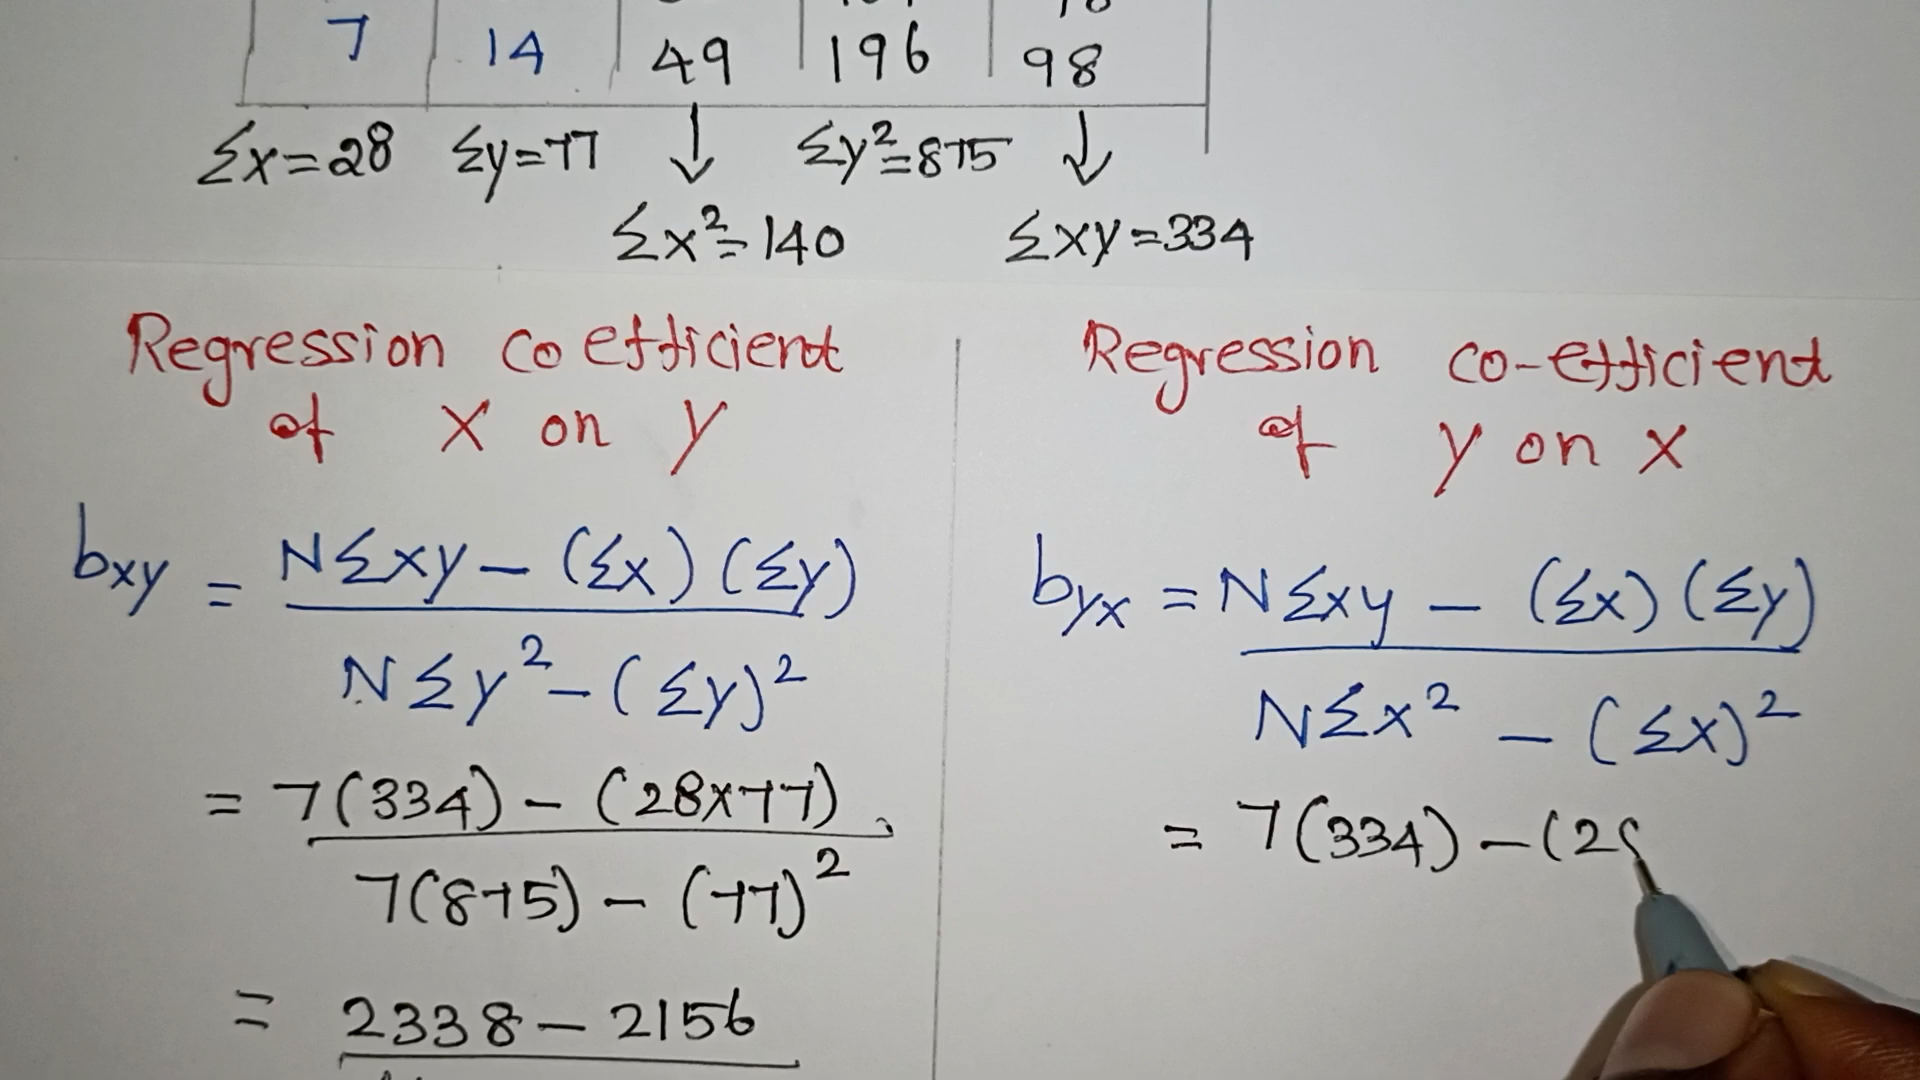 7 14 49 196 98
Σx=28 Σy=77 ↓ Σy²=875 ↓
Σx²=140 Σxy=334
Regression coefficient
of x on y
bxy = NΣxy – (Σx) (Σy)
NΣy² – (Σy)²
= 7(334) – (28×77)
7(875) – (77)²
= 2338 – 2156
Regression co-efficient
of y on x
byx = NΣxy – (Σx) (Σy)
NΣx² – (Σx)²
= 7(334) – (2